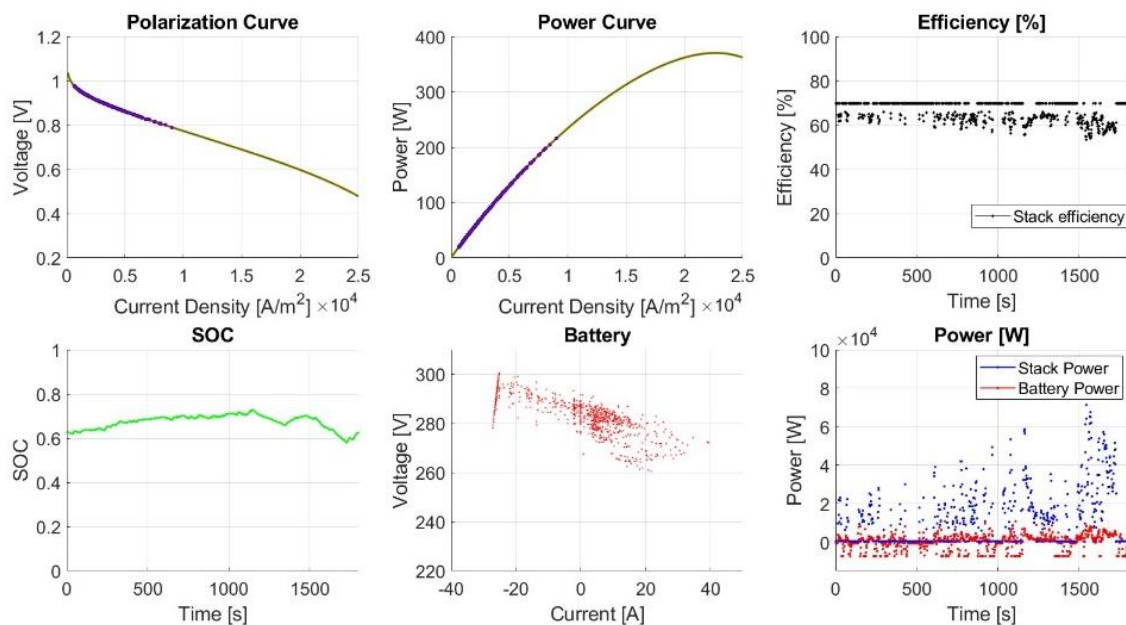 Polarization Curve
1.2
1
0.8
0.6
0.4
0.2
Voltage [V]
0 0.5 1 1.5 2 2.5
Current Density [A/m²] ×10⁴
Power Curve
400
300
200
100
0
Power [W]
0 0.5 1 1.5 2 2.5
Current Density [A/m²] ×10⁴
Efficiency [%]
100
80
60
40
20
0
Efficiency [%]
Stack efficiency
0 500 1000 1500
Time [s]
SOC
1
0.8
0.6
0.4
0.2
0
SOC
0 500 1000 1500
Time [s]
Battery
300
280
260
240
220
Voltage [V]
-40 -20 0 20 40
Current [A]
Power [W]
×10⁴
10
8
6
4
2
0
Power [W]
Stack Power
Battery Power
0 500 1000 1500
Time [s]